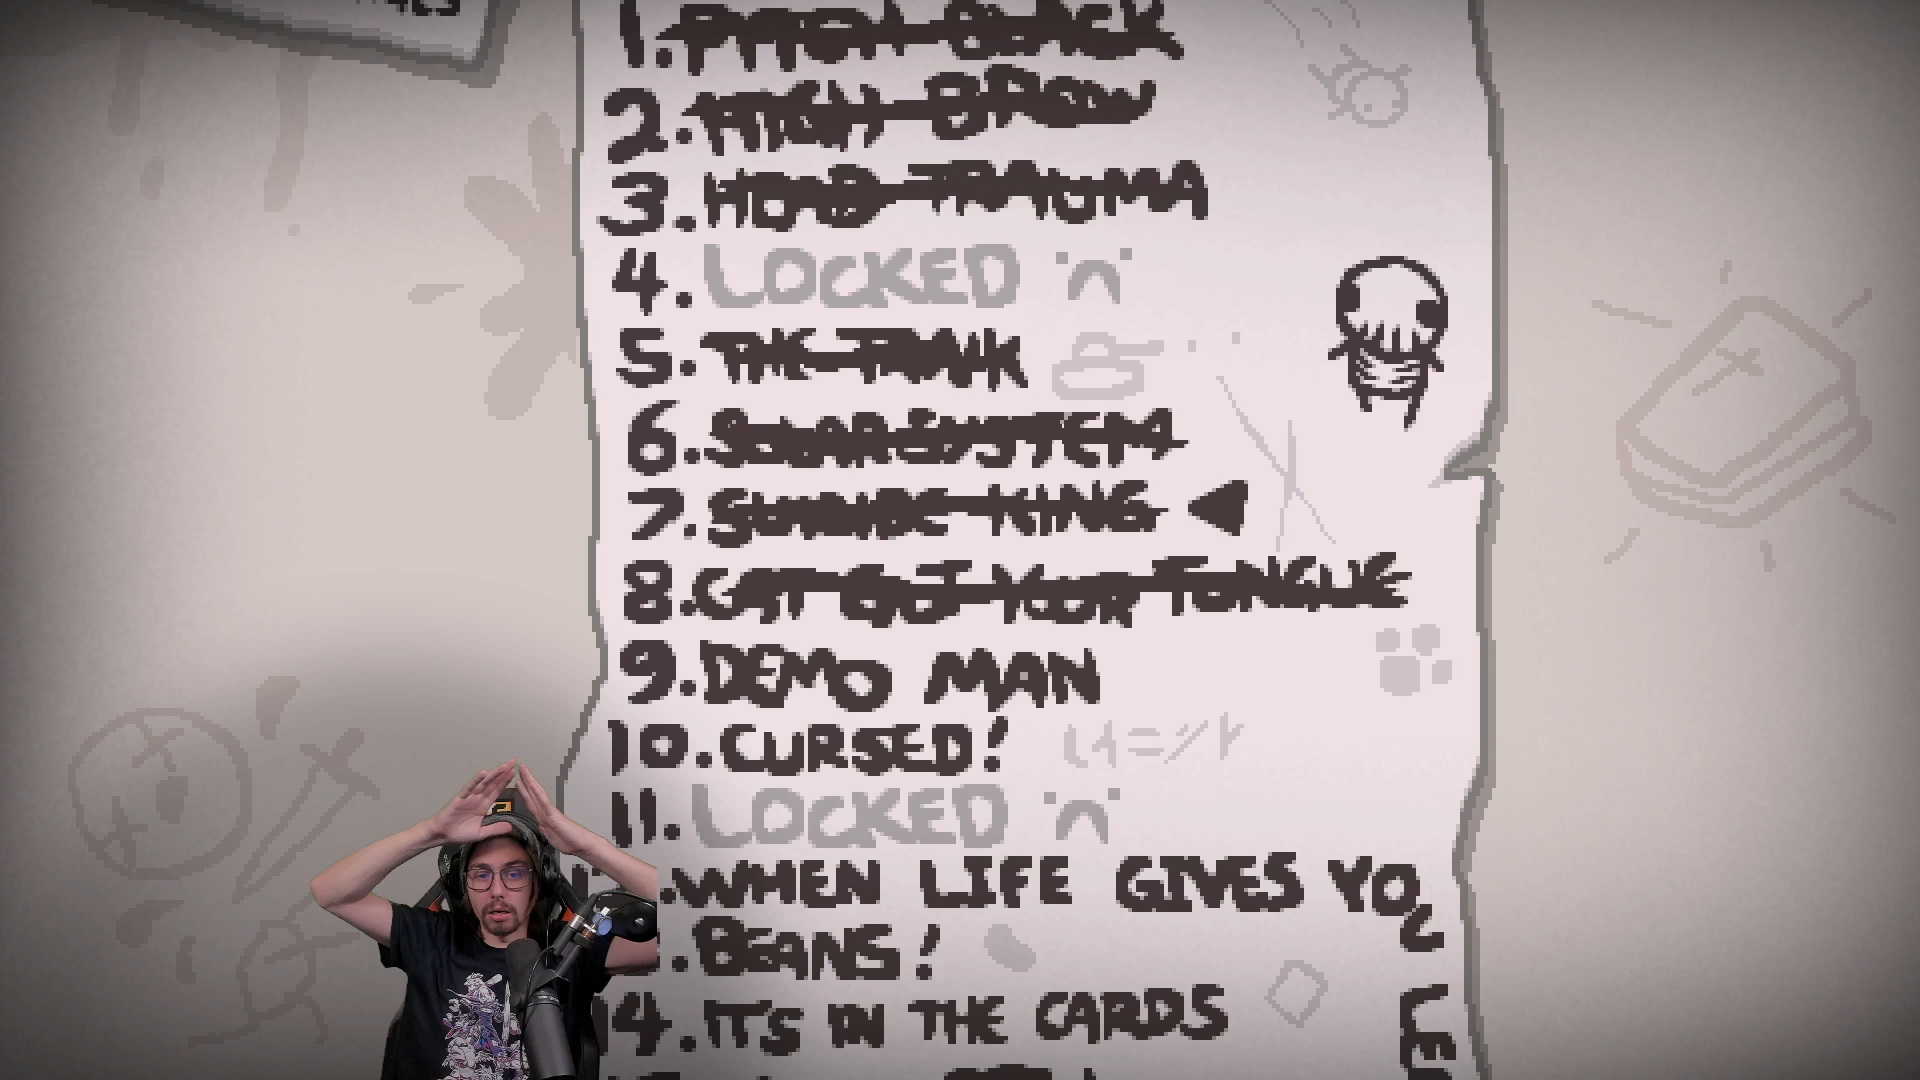 1. PITCH BLACK
2. HIGH BROW
3. HEAD TRAUMA
4. LOCKED
5. THE TANK
6. SOLAR SYSTEM
7. SUICIDE KING
8. CAT GOT YOUR TONGUE
9. DEMO MAN
10. CURSED!
11. LOCKED
.WHEN LIFE GIVES YOU LE
.BEANS!
14. IT'S IN THE CARDS